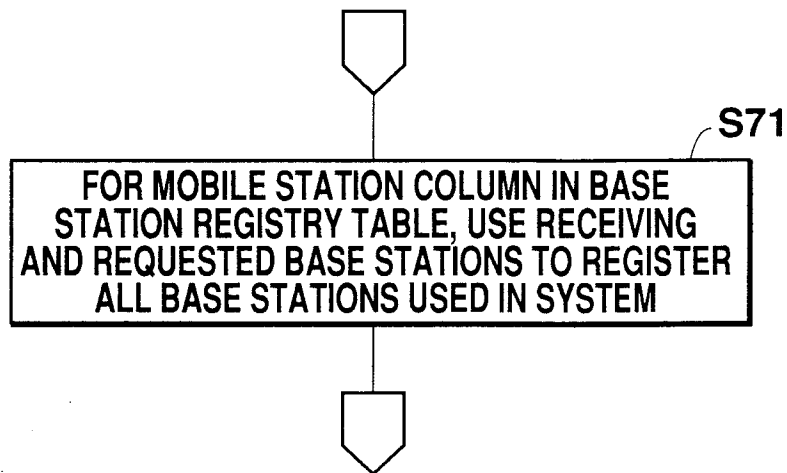 S71
FOR MOBILE STATION COLUMN IN BASE
STATION REGISTRY TABLE, USE RECEIVING
AND REQUESTED BASE STATIONS TO REGISTER
ALL BASE STATIONS USED IN SYSTEM